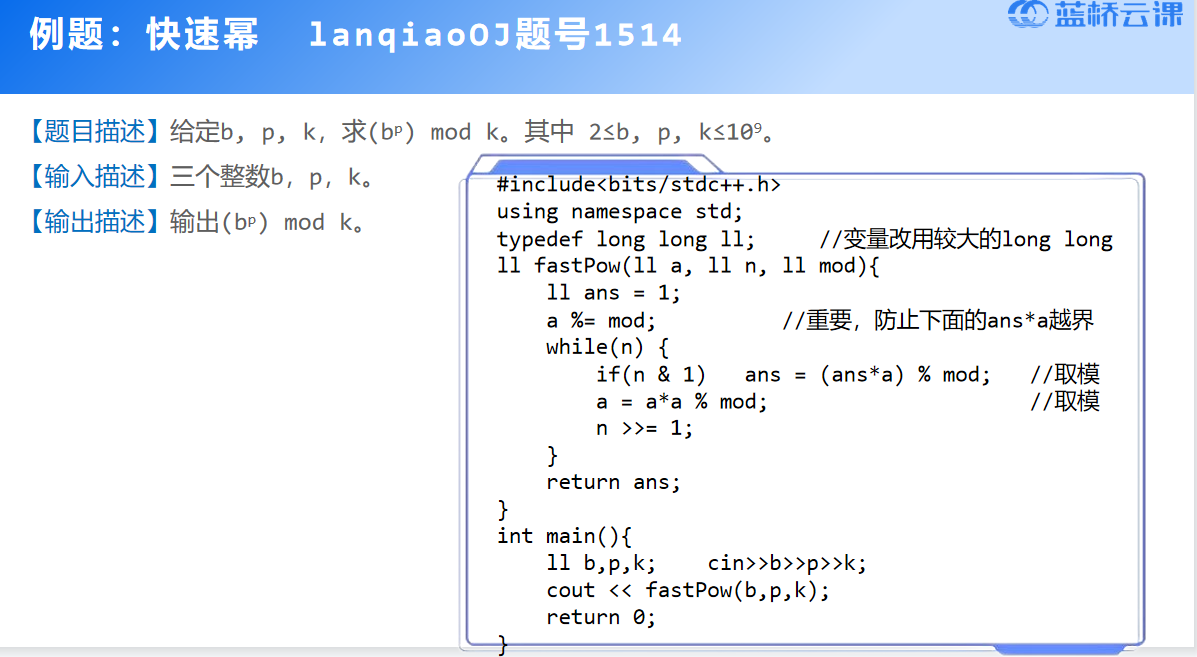 例题：快速幂 lanqiaoOJ题号1514
蓝桥云课
【题目描述】给定b, p, k, 求(bᵖ) mod k。其中 2≤b, p, k≤10⁹。
【输入描述】三个整数b, p, k。
【输出描述】输出(bᵖ) mod k。
#include<bits/stdc++.h>
using namespace std;
typedef long long ll; //变量改用较大的long long
ll fastPow(ll a, ll n, ll mod){
    ll ans = 1;
    a %= mod; //重要，防止下面的ans*a越界
    while(n) {
        if(n & 1) ans = (ans*a) % mod; //取模
        a = a*a % mod; //取模
        n >>= 1;
    }
    return ans;
}
int main(){
    ll b,p,k; cin>>b>>p>>k;
    cout << fastPow(b,p,k);
    return 0;
}